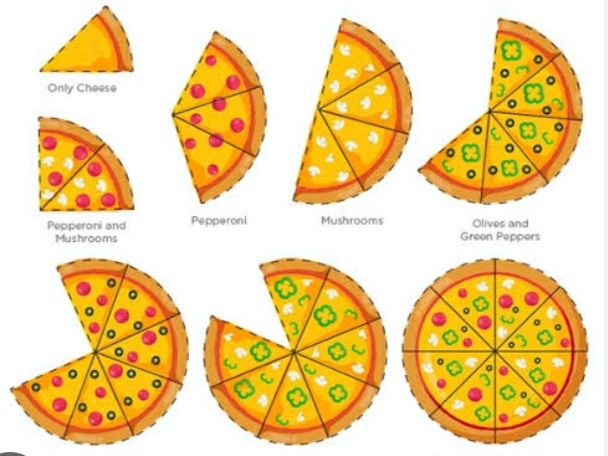 Only Cheese
Pepperoni and
Mushrooms
Pepperoni
Mushrooms
Olives and
Green Peppers